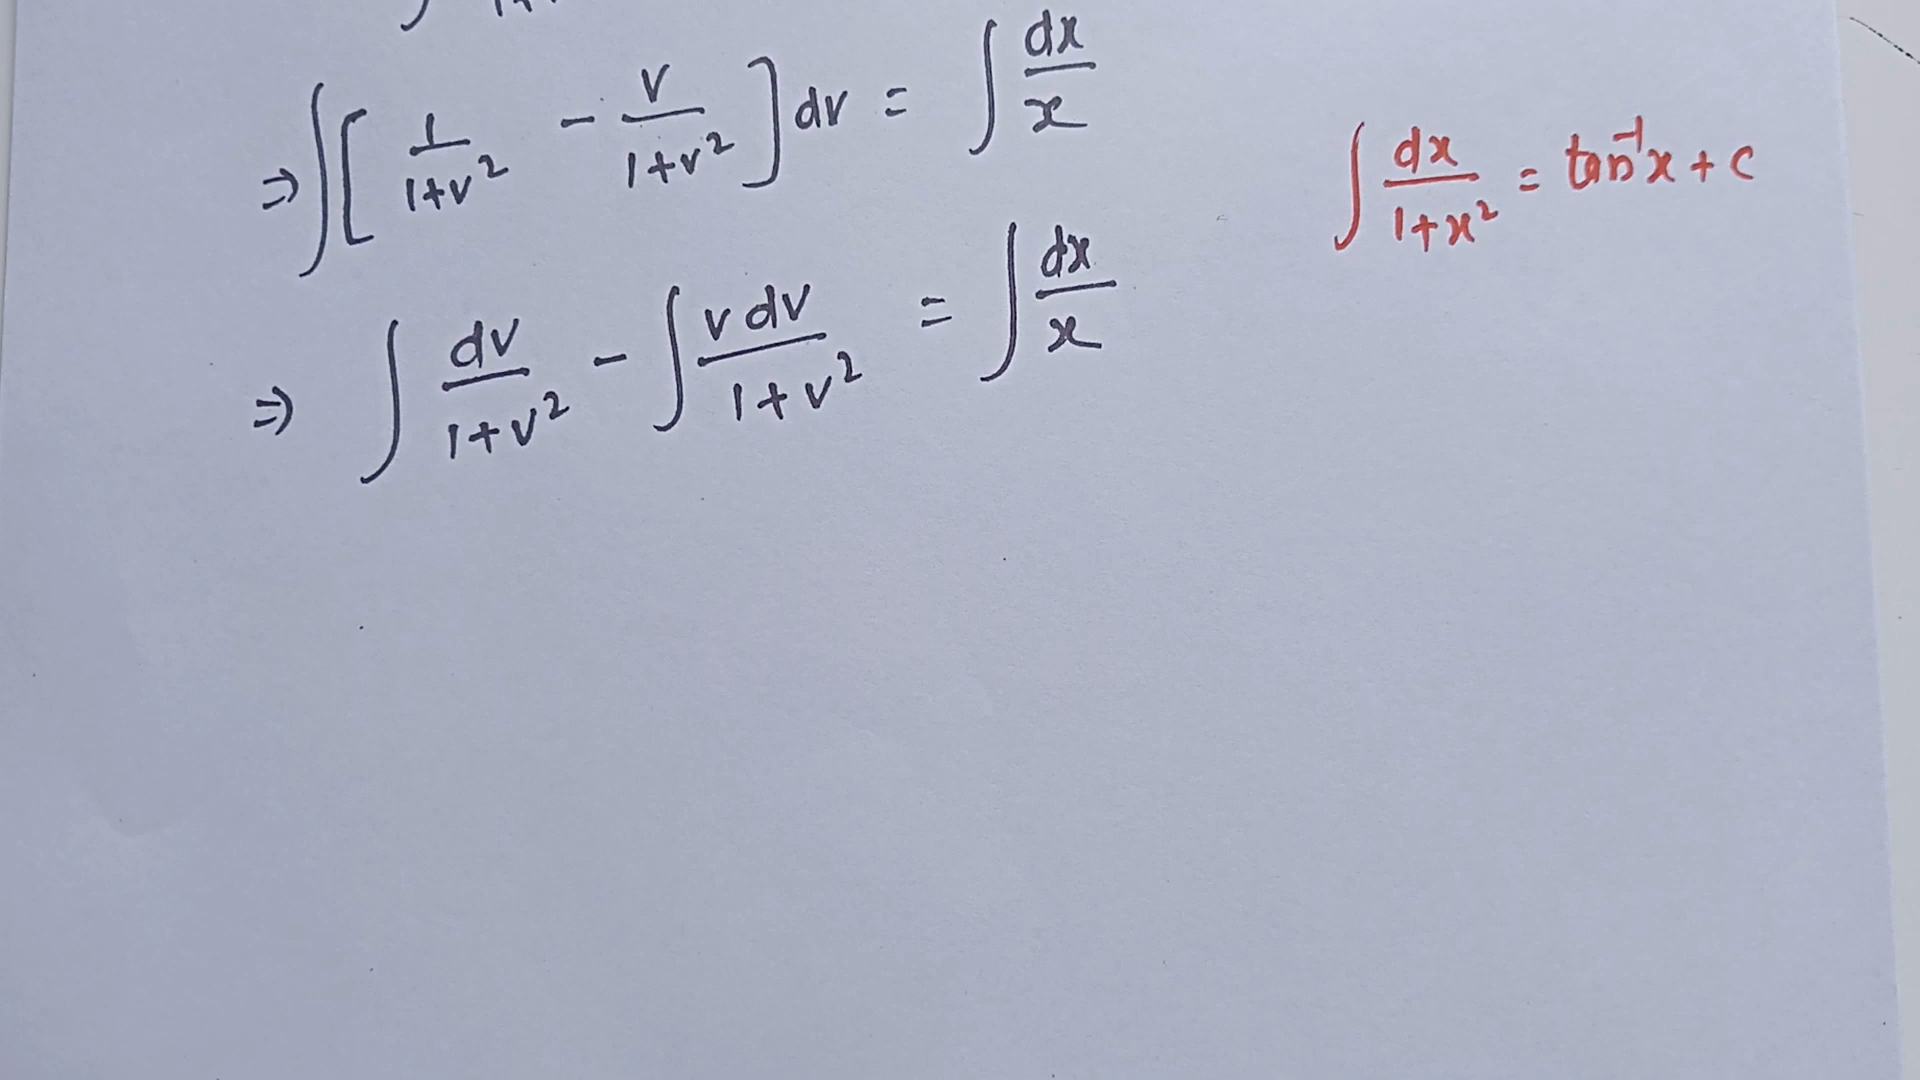 ⇒ ∫[ 1/(1+v²) - v/(1+v²) ] dv = ∫ dx/x
∫ dx/(1+x²) = tan⁻¹x + c
⇒ ∫ dv/(1+v²) - ∫ v dv/(1+v²) = ∫ dx/x